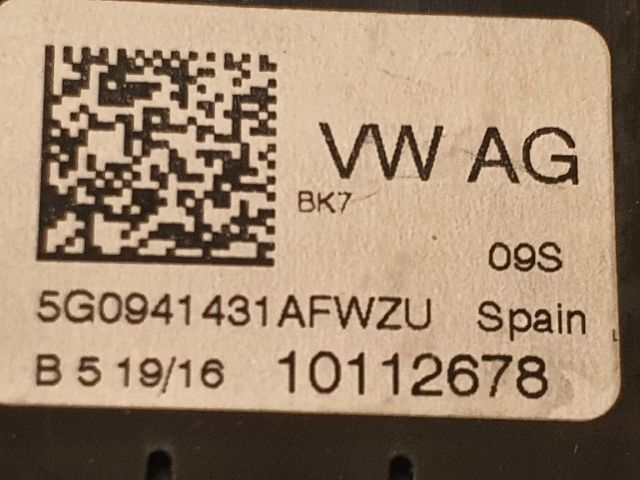 VW AG
BK7
09S
5G0941431AFWZU Spain
B 5 19/16 10112678